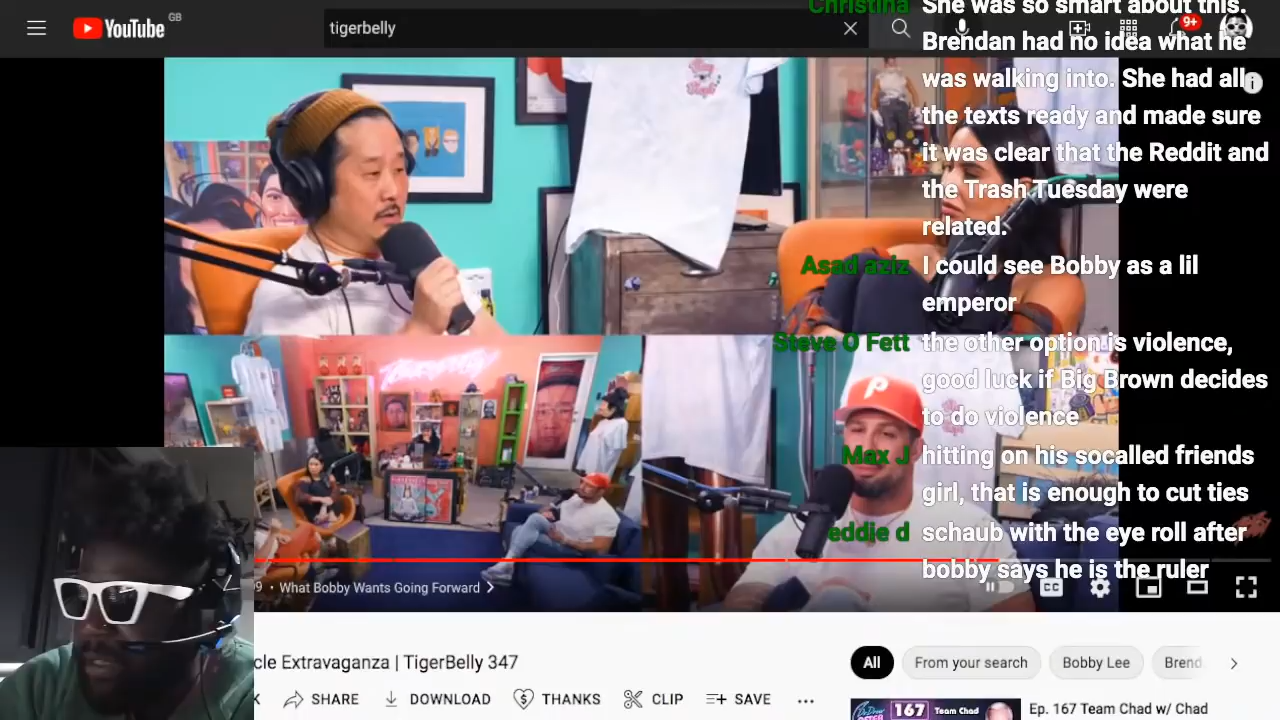 YouTube GB
tigerbelly
9+
Christina She was so smart about this.
Brendan had no idea what he
was walking into. She had all
the texts ready and made sure
it was clear that the Reddit and
the Trash Tuesday were
related.
Asad aziz I could see Bobby as a lil
emperor
Steve O Fett the other option is violence,
good luck if Big Brown decides
to do violence
Max J hitting on his socalled friends
girl, that is enough to cut ties
eddie d schaub with the eye roll after
bobby says he is the ruler
9 • What Bobby Wants Going Forward
CC
cle Extravaganza | TigerBelly 347
SHARE DOWNLOAD THANKS CLIP SAVE
All From your search Bobby Lee Brend
167 Team Chad
Ep. 167 Team Chad w/ Chad